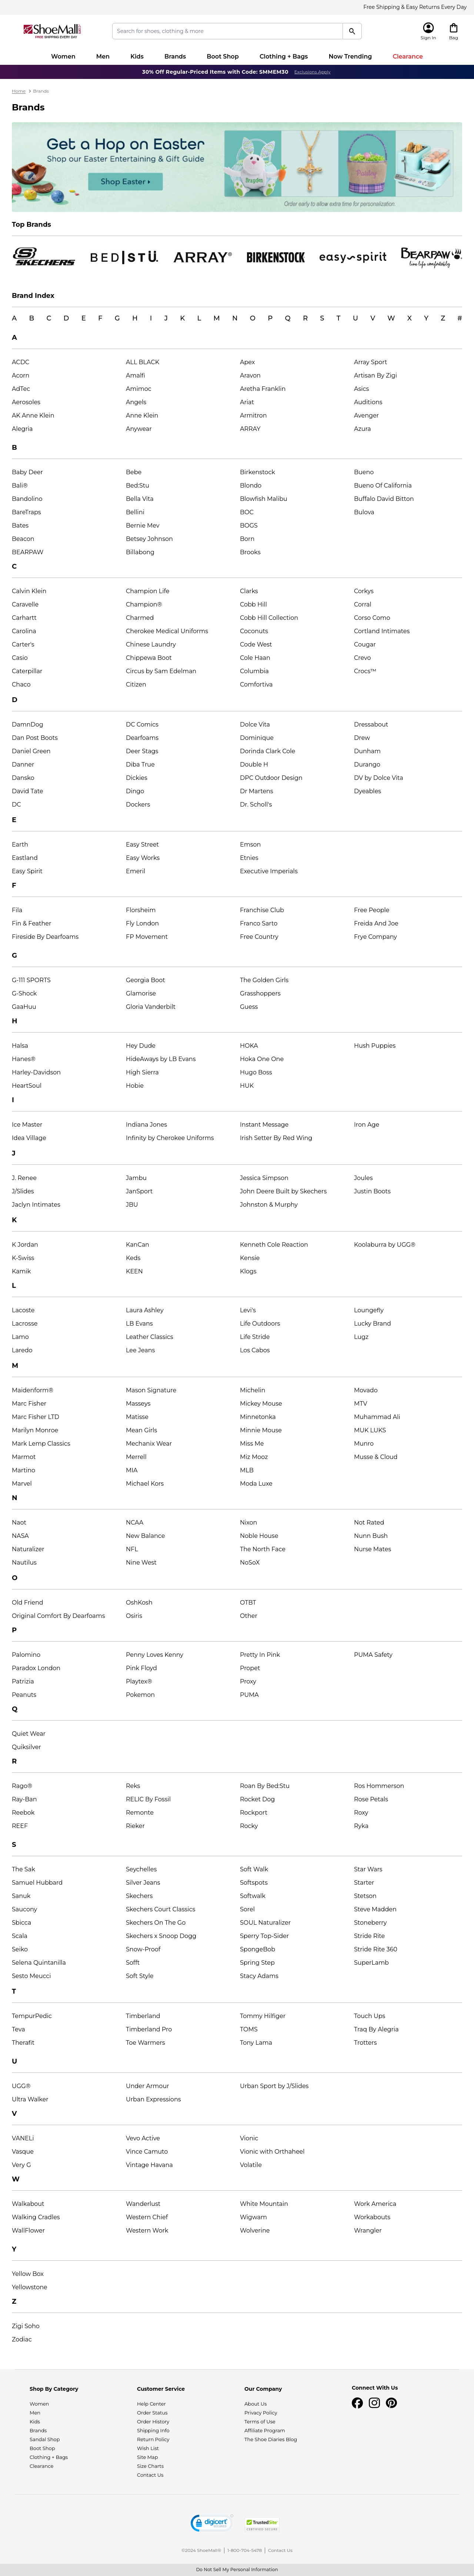 Free Shipping & Easy Returns Every Day
ShoeMall
FREE SHIPPING EVERY DAY
Search for shoes, clothing & more
Sign In
Bag
Women Men Kids Brands Boot Shop Clothing + Bags Now Trending Clearance
30% Off Regular-Priced Items with Code: SMMEM30 Exclusions Apply
Home > Brands
Brands
Get a Hop on Easter
Shop our Easter Entertaining & Gift Guide
Shop Easter
Order early to allow extra time for personalization.
Top Brands
SKECHERS BED|STÜ ARRAY® BIRKENSTOCK easy spirit BEARPAW
live life comfortably
Brand Index
A B C D E F G H I J K L M N O P Q R S T U V W X Y Z #
A
ACDC ALL BLACK Apex Array Sport
Acorn Amalfi Aravon Artisan By Zigi
AdTec Amimoc Aretha Franklin Asics
Aerosoles Angels Ariat Auditions
AK Anne Klein Anne Klein Armitron Avenger
Alegria Anywear ARRAY Azura
B
Baby Deer Bebe Birkenstock Bueno
Bali® Bed:Stu Blondo Bueno Of California
Bandolino Bella Vita Blowfish Malibu Buffalo David Bitton
BareTraps Bellini BOC Bulova
Bates Bernie Mev BOGS
Beacon Betsey Johnson Born
BEARPAW Billabong Brooks
C
Calvin Klein Champion Life Clarks Corkys
Caravelle Champion® Cobb Hill Corral
Carhartt Charmed Cobb Hill Collection Corso Como
Carolina Cherokee Medical Uniforms Coconuts Cortland Intimates
Carter's Chinese Laundry Code West Cougar
Casio Chippewa Boot Cole Haan Crevo
Caterpillar Circus by Sam Edelman Columbia Crocs™
Chaco Citizen Comfortiva
D
DamnDog DC Comics Dolce Vita Dressabout
Dan Post Boots Dearfoams Dominique Drew
Daniel Green Deer Stags Dorinda Clark Cole Dunham
Danner Diba True Double H Durango
Dansko Dickies DPC Outdoor Design DV by Dolce Vita
David Tate Dingo Dr Martens Dyeables
DC Dockers Dr. Scholl's
E
Earth Easy Street Emson
Eastland Easy Works Etnies
Easy Spirit Emeril Executive Imperials
F
Fila Florsheim Franchise Club Free People
Fin & Feather Fly London Franco Sarto Freida And Joe
Fireside By Dearfoams FP Movement Free Country Frye Company
G
G-111 SPORTS Georgia Boot The Golden Girls
G-Shock Glamorise Grasshoppers
GaaHuu Gloria Vanderbilt Guess
H
Halsa Hey Dude HOKA Hush Puppies
Hanes® HideAways by LB Evans Hoka One One
Harley-Davidson High Sierra Hugo Boss
HeartSoul Hobie HUK
I
Ice Master Indiana Jones Instant Message Iron Age
Idea Village Infinity by Cherokee Uniforms Irish Setter By Red Wing
J
J. Renee Jambu Jessica Simpson Joules
J/Slides JanSport John Deere Built by Skechers Justin Boots
Jaclyn Intimates JBU Johnston & Murphy
K
K Jordan KanCan Kenneth Cole Reaction Koolaburra by UGG®
K-Swiss Keds Kensie
Kamik KEEN Klogs
L
Lacoste Laura Ashley Levi's Loungefly
Lacrosse LB Evans Life Outdoors Lucky Brand
Lamo Leather Classics Life Stride Lugz
Laredo Lee Jeans Los Cabos
M
Maidenform® Mason Signature Michelin Movado
Marc Fisher Masseys Mickey Mouse MTV
Marc Fisher LTD Matisse Minnetonka Muhammad Ali
Marilyn Monroe Mean Girls Minnie Mouse MUK LUKS
Mark Lemp Classics Mechanix Wear Miss Me Munro
Marmot Merrell Miz Mooz Musse & Cloud
Martino MIA MLB
Marvel Michael Kors Moda Luxe
N
Naot NCAA Nixon Not Rated
NASA New Balance Noble House Nunn Bush
Naturalizer NFL The North Face Nurse Mates
Nautilus Nine West NoSoX
O
Old Friend OshKosh OTBT
Original Comfort By Dearfoams Osiris Other
P
Palomino Penny Loves Kenny Pretty In Pink PUMA Safety
Paradox London Pink Floyd Propet
Patrizia Playtex® Proxy
Peanuts Pokemon PUMA
Q
Quiet Wear
Quiksilver
R
Rago® Reks Roan By Bed:Stu Ros Hommerson
Ray-Ban RELIC By Fossil Rocket Dog Rose Petals
Reebok Remonte Rockport Roxy
REEF Rieker Rocky Ryka
S
The Sak Seychelles Soft Walk Star Wars
Samuel Hubbard Silver Jeans Softspots Starter
Sanuk Skechers Softwalk Stetson
Saucony Skechers Court Classics Sorel Steve Madden
Sbicca Skechers On The Go SOUL Naturalizer Stoneberry
Scala Skechers x Snoop Dogg Sperry Top-Sider Stride Rite
Seiko Snow-Proof SpongeBob Stride Rite 360
Selena Quintanilla Sofft Spring Step SuperLamb
Sesto Meucci Soft Style Stacy Adams
T
TempurPedic Timberland Tommy Hilfiger Touch Ups
Teva Timberland Pro TOMS Traq By Alegria
Therafit Toe Warmers Tony Lama Trotters
U
UGG® Under Armour Urban Sport by J/Slides
Ultra Walker Urban Expressions
V
VANELi Vevo Active Vionic
Vasque Vince Camuto Vionic with Orthaheel
Very G Vintage Havana Volatile
W
Walkabout Wanderlust White Mountain Work America
Walking Cradles Western Chief Wigwam Workabouts
WallFlower Western Work Wolverine Wrangler
Y
Yellow Box
Yellowstone
Z
Zigi Soho
Zodiac
Shop By Category Customer Service Our Company Connect With Us
Women Help Center About Us
Men Order Status Privacy Policy
Kids Order History Terms of Use
Brands Shipping Info Affiliate Program
Sandal Shop Return Policy The Shoe Diaries Blog
Boot Shop Wish List
Clothing + Bags Site Map
Clearance Size Charts
Contact Us
digicert TrustedSite
CERTIFIED SECURE
©2024 ShoeMall® | 1-800-704-5478 | Contact Us
Do Not Sell My Personal Information